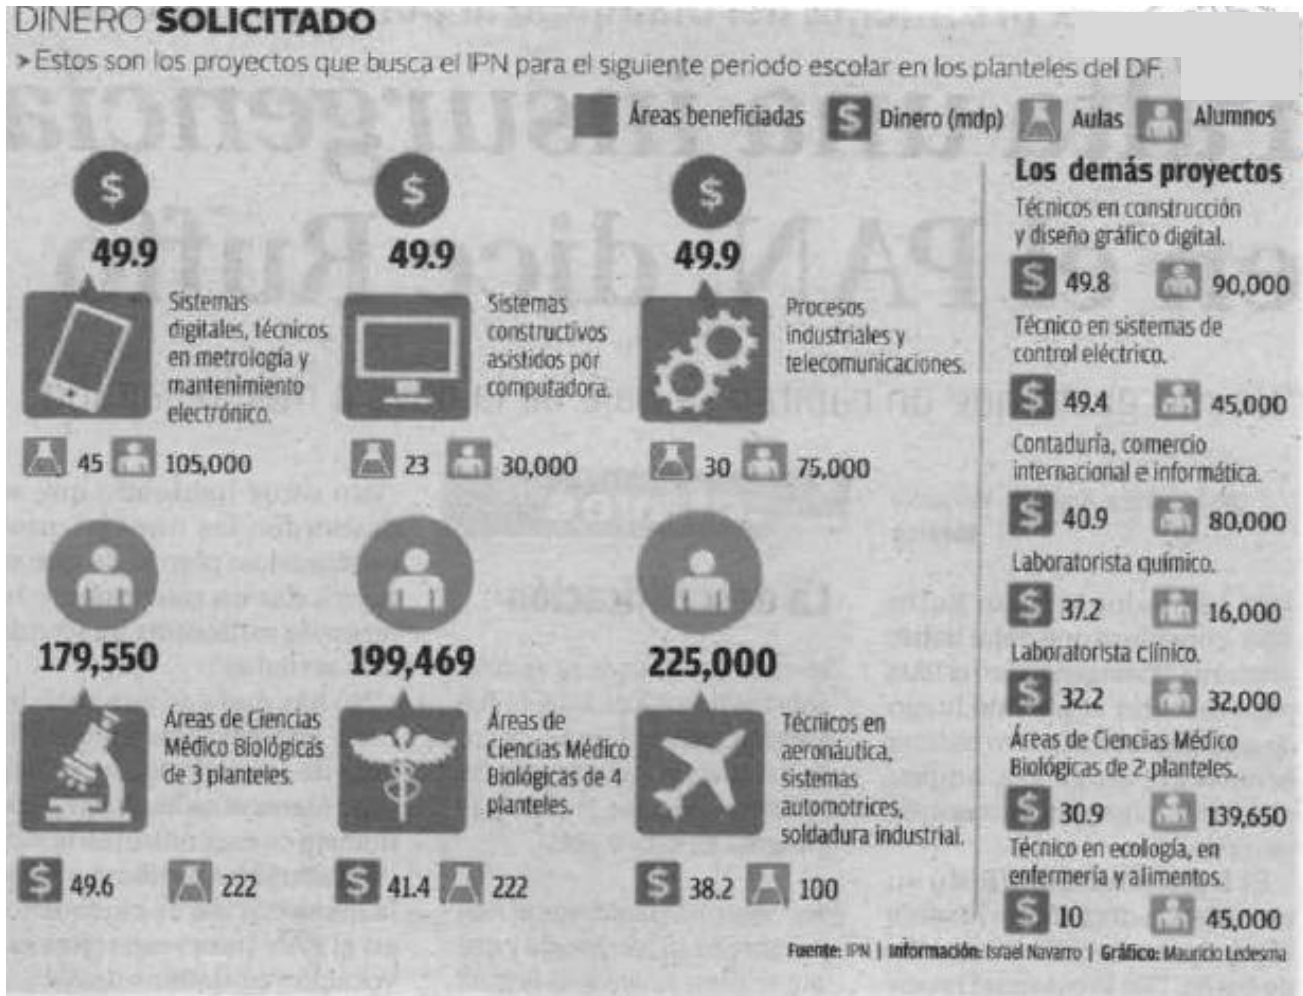 DINERO SOLICITADO
➤ Estos son los proyectos que busca el IPN para el siguiente periodo escolar en los planteles del DF.
Áreas beneficiadas $ Dinero (mdp) Aulas Alumnos
$
49.9
Sistemas
digitales, técnicos
en metrología y
mantenimiento
electrónico.
45 105,000
$
49.9
Sistemas
constructivos
asistidos por
computadora.
23 30,000
$
49.9
Procesos
industriales y
telecomunicaciones.
30 75,000
179,550
Áreas de Ciencias
Médico Biológicas
de 3 planteles.
$ 49.6 222
199,469
Áreas de
Ciencias Médico
Biológicas de 4
planteles.
$ 41.4 222
225,000
Técnicos en
aeronáutica,
sistemas
automotrices,
soldadura industrial.
$ 38.2 100
Los demás proyectos
Técnicos en construcción
y diseño gráfico digital.
$ 49.8 90,000
Técnico en sistemas de
control eléctrico.
$ 49.4 45,000
Contaduría, comercio
internacional e informática.
$ 40.9 80,000
Laboratorista químico.
$ 37.2 16,000
Laboratorista clínico.
$ 32.2 32,000
Áreas de Ciencias Médico
Biológicas de 2 planteles.
$ 30.9 139,650
Técnico en ecología, en
enfermería y alimentos.
$ 10 45,000
Fuente: IPN | Información: Israel Navarro | Gráfico: Mauricio Ledesma